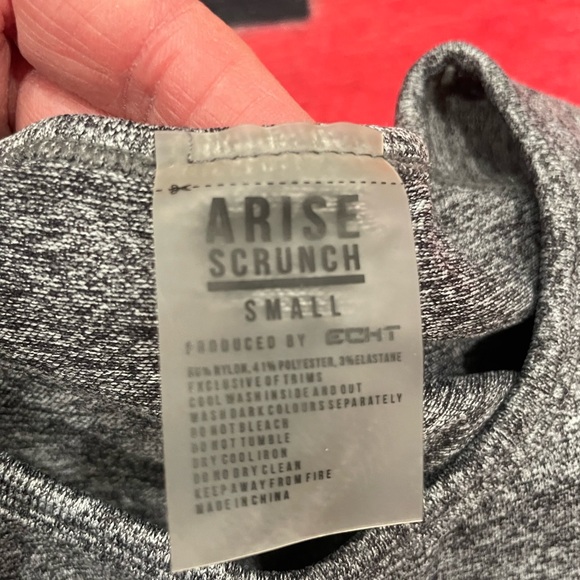 ARISE
SCRUNCH
SMALL
PRODUCED BY ECHT
56% NYLON, 41% POLYESTER, 3% ELASTANE
EXCLUSIVE OF TRIMS
COOL WASH INSIDE AND OUT
WASH DARK COLOURS SEPARATELY
DO NOT BLEACH
DO NOT TUMBLE
DRY COOL IRON
DO NO DRY CLEAN
KEEP AWAY FROM FIRE
MADE IN CHINA